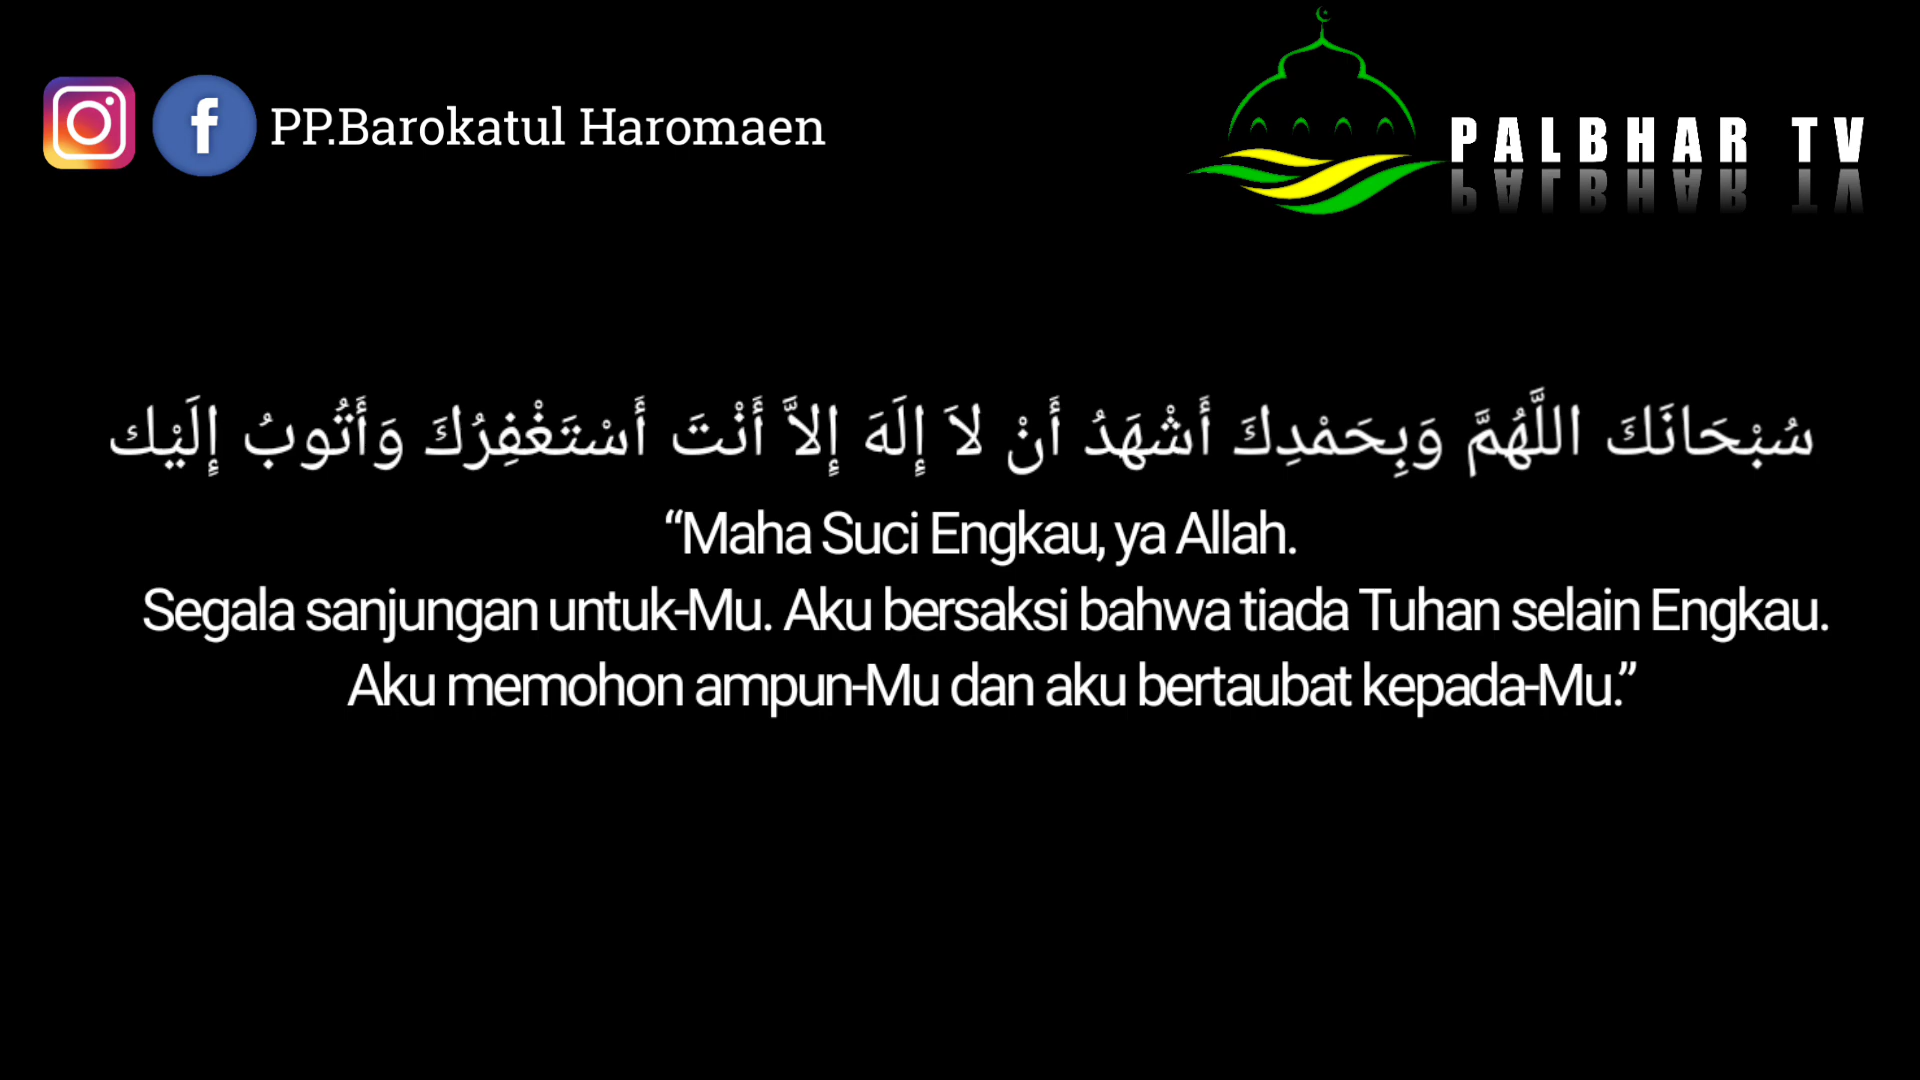 PP.Barokatul Haromaen
PALBHAR TV
سُبْحَانَكَ اللَّهُمَّ وَبِحَمْدِكَ أَشْهَدُ أَنْ لاَ إِلَهَ إِلاَّ أَنْتَ أَسْتَغْفِرُكَ وَأَتُوبُ إِلَيْك
“Maha Suci Engkau, ya Allah.
Segala sanjungan untuk-Mu. Aku bersaksi bahwa tiada Tuhan selain Engkau.
Aku memohon ampun-Mu dan aku bertaubat kepada-Mu.”